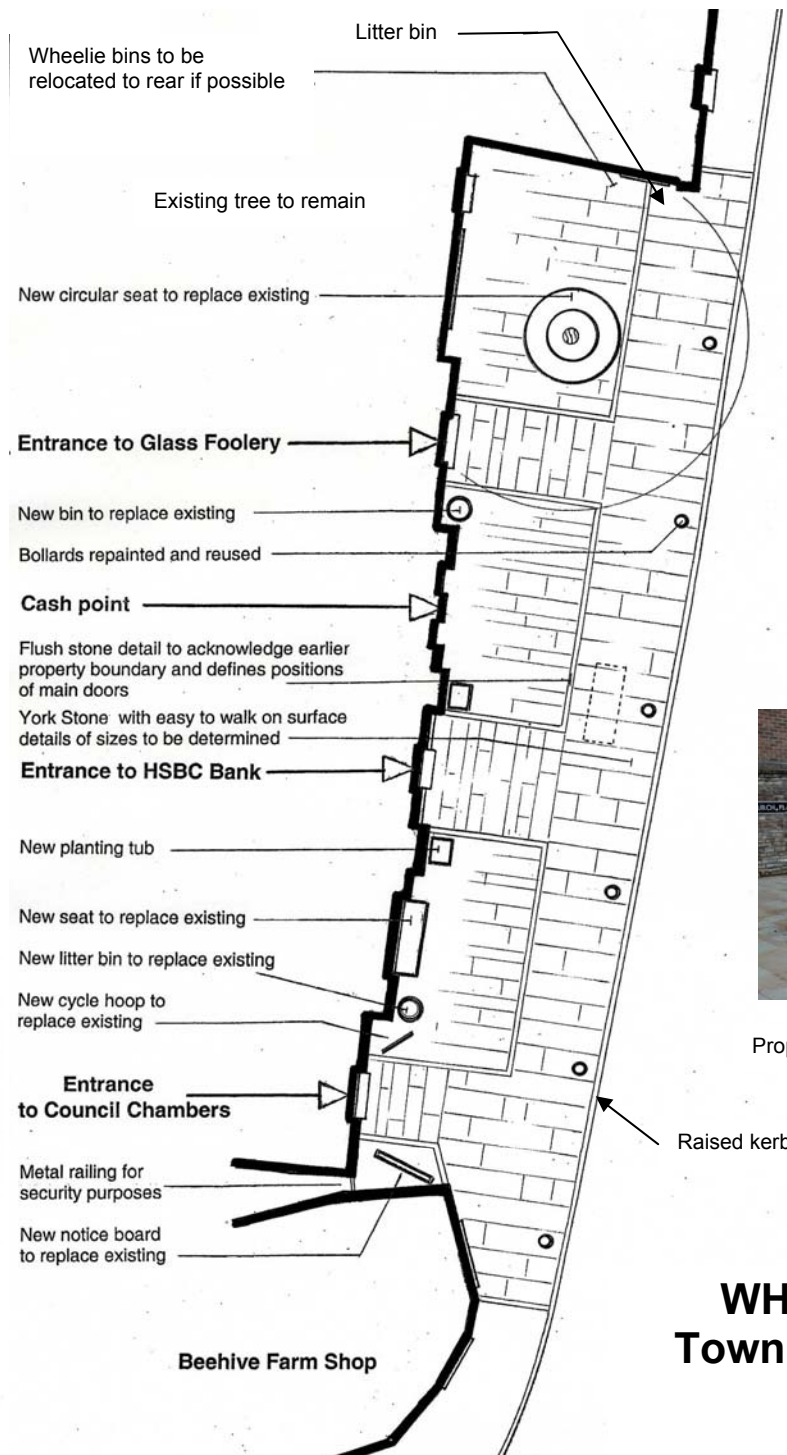 Litter bin
Wheelie bins to be
relocated to rear if possible
Existing tree to remain
New circular seat to replace existing
Entrance to Glass Foolery
New bin to replace existing
Bollards repainted and reused
Cash point
Flush stone detail to acknowledge earlier
property boundary and defines positions
of main doors
York Stone with easy to walk on surface
details of sizes to be determined
Entrance to HSBC Bank
New planting tub
New seat to replace existing
New litter bin to replace existing
New cycle hoop to
replace existing
Prop
Entrance
to Council Chambers
Raised kerb
Metal railing for
security purposes
New notice board
to replace existing
WH
Town
Beehive Farm Shop